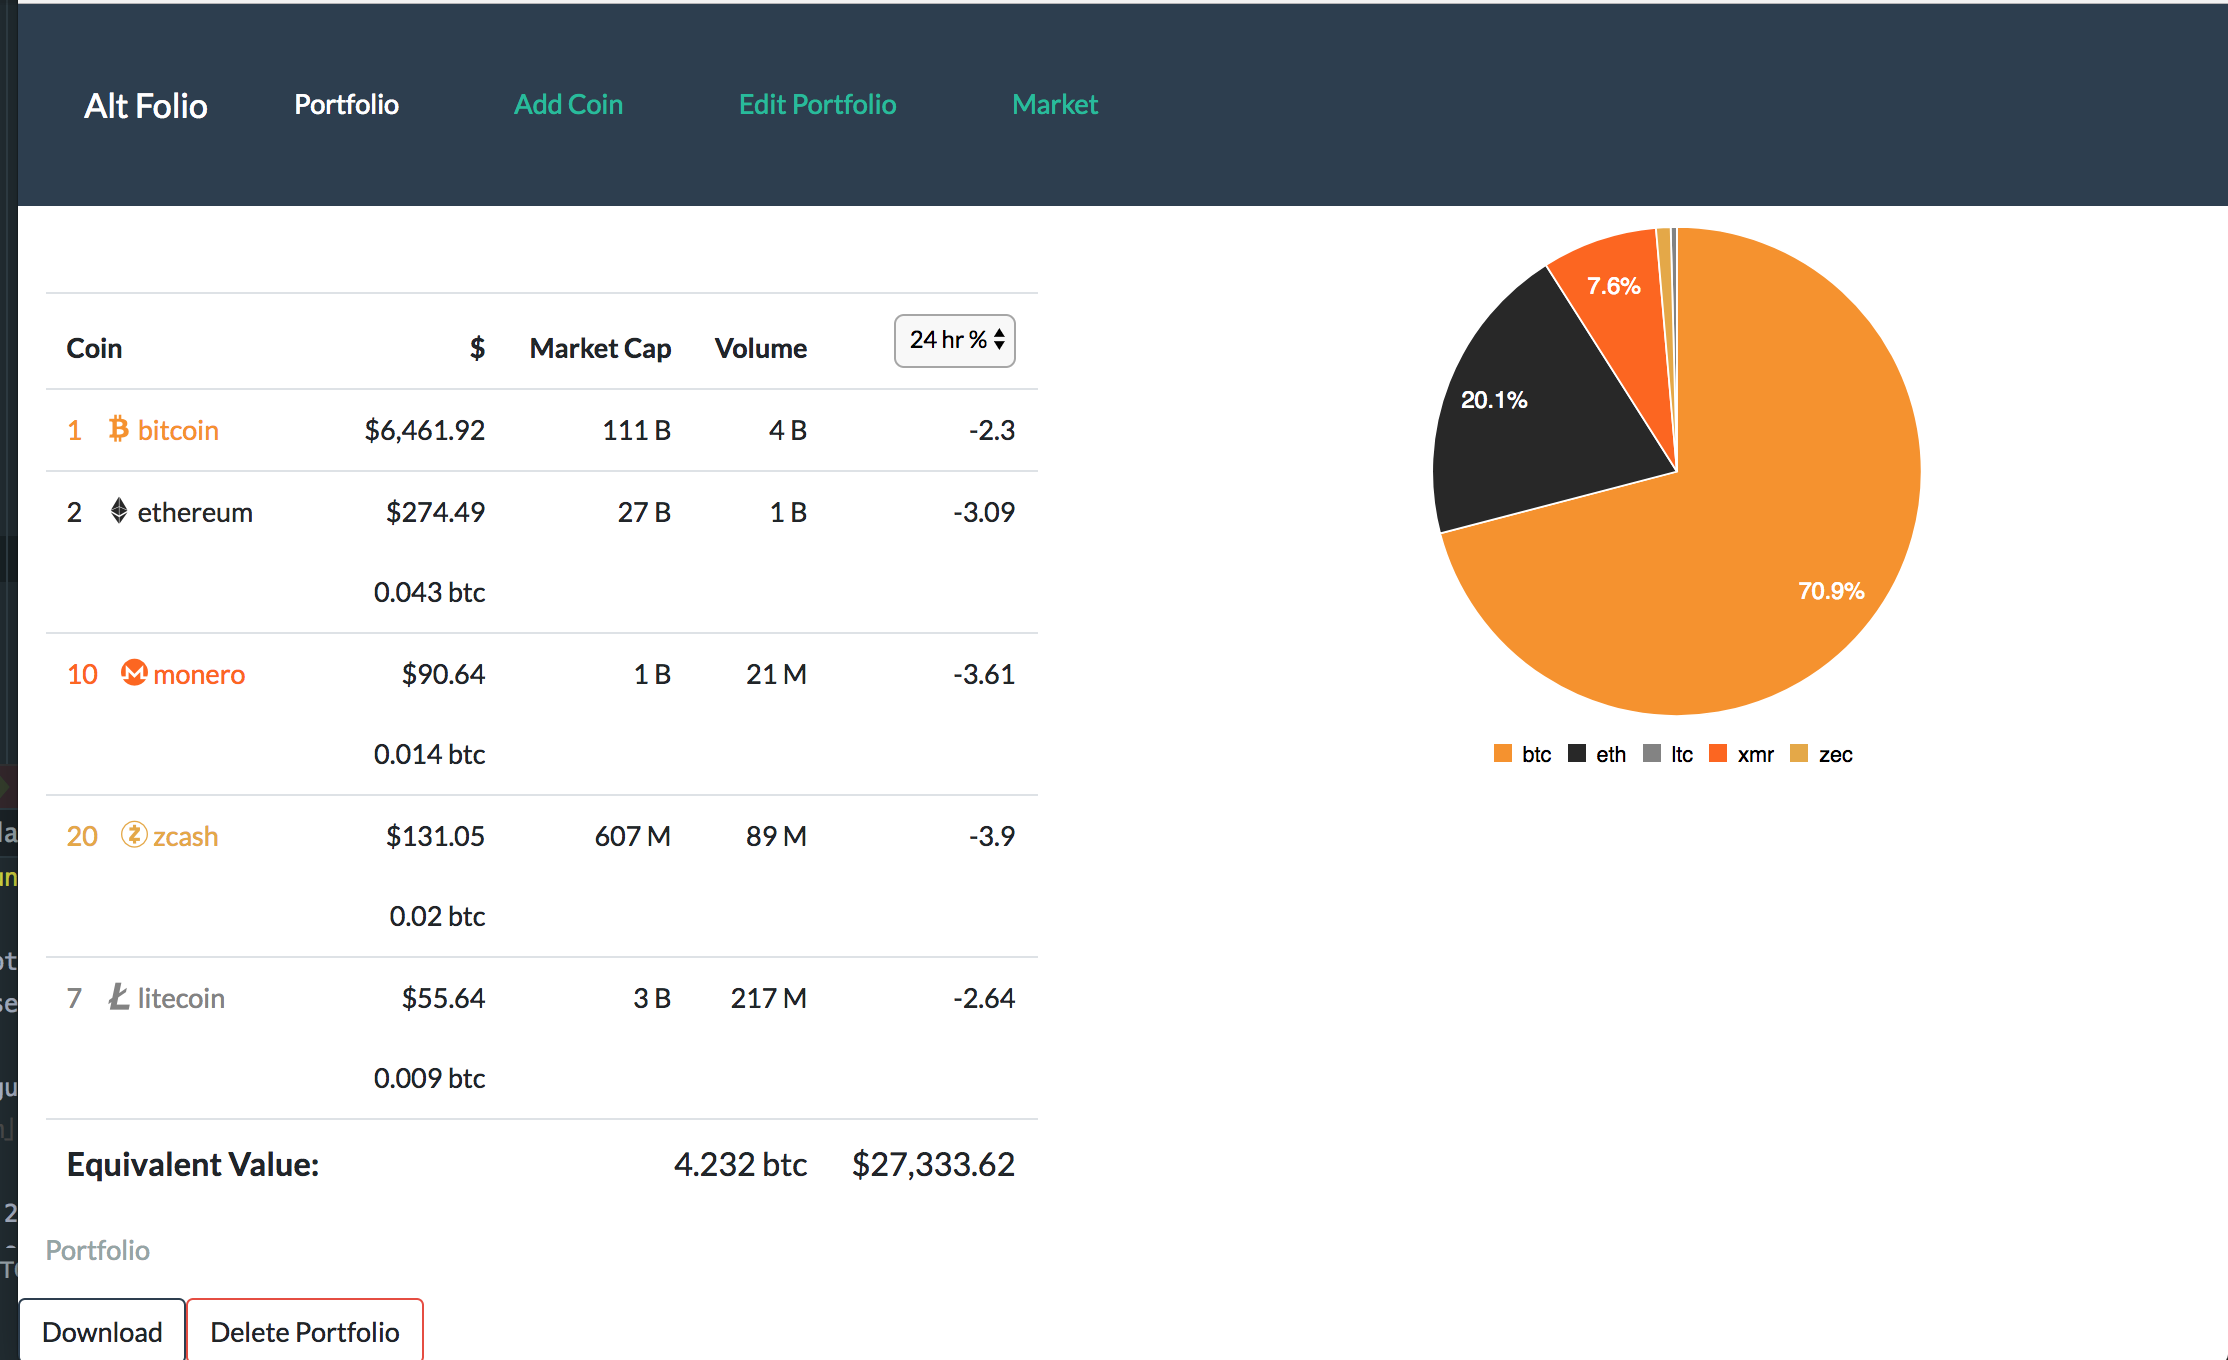 Alt Folio Portfolio Add Coin Edit Portfolio Market
Coin $ Market Cap Volume 24 hr %
1 bitcoin $6,461.92 111 B 4 B -2.3
2 ethereum $274.49 27 B 1 B -3.09
0.043 btc
10 monero $90.64 1 B 21 M -3.61
0.014 btc
20 zcash $131.05 607 M 89 M -3.9
0.02 btc
7 litecoin $55.64 3 B 217 M -2.64
0.009 btc
Equivalent Value: 4.232 btc $27,333.62
Portfolio
Download Delete Portfolio
7.6%
20.1%
70.9%
btc eth ltc xmr zec